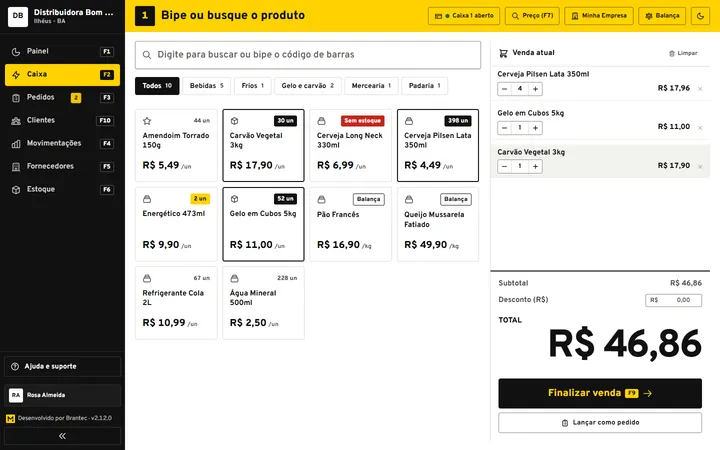 DB
Distribuidora Bom ...
Ilhéus - BA
Painel F1
Caixa F2
Pedidos 2 F3
Clientes F10
Movimentações F4
Fornecedores F5
Estoque F6
Ajuda e suporte
RA Rosa Almeida
Desenvolvido por Brantec · v2.12.0
1 Bipe ou busque o produto
Caixa 1 aberto
Preço (F7)
Minha Empresa
Balança
Digite para buscar ou bipe o código de barras
Todos 10
Bebidas 5
Frios 1
Gelo e carvão 2
Mercearia 1
Padaria 1
44 un
Amendoim Torrado
150g
R$ 5,49 /un
30 un
Carvão Vegetal
3kg
R$ 17,90 /un
Sem estoque
Cerveja Long Neck
330ml
R$ 6,99 /un
398 un
Cerveja Pilsen Lata
350ml
R$ 4,49 /un
2 un
Energético 473ml
R$ 9,90 /un
52 un
Gelo em Cubos 5kg
R$ 11,00 /un
Balança
Pão Francês
R$ 16,90 /kg
Balança
Queijo Mussarela
Fatiado
R$ 49,90 /kg
67 un
Refrigerante Cola
2L
R$ 10,99 /un
228 un
Água Mineral
500ml
R$ 2,50 /un
Venda atual
Limpar
Cerveja Pilsen Lata 350ml
− 4 + R$ 17,96 ×
Gelo em Cubos 5kg
− 1 + R$ 11,00 ×
Carvão Vegetal 3kg
− 1 + R$ 17,90 ×
Subtotal R$ 46,86
Desconto (R$) R$ 0,00
TOTAL
R$ 46,86
Finalizar venda F9 →
Lançar como pedido